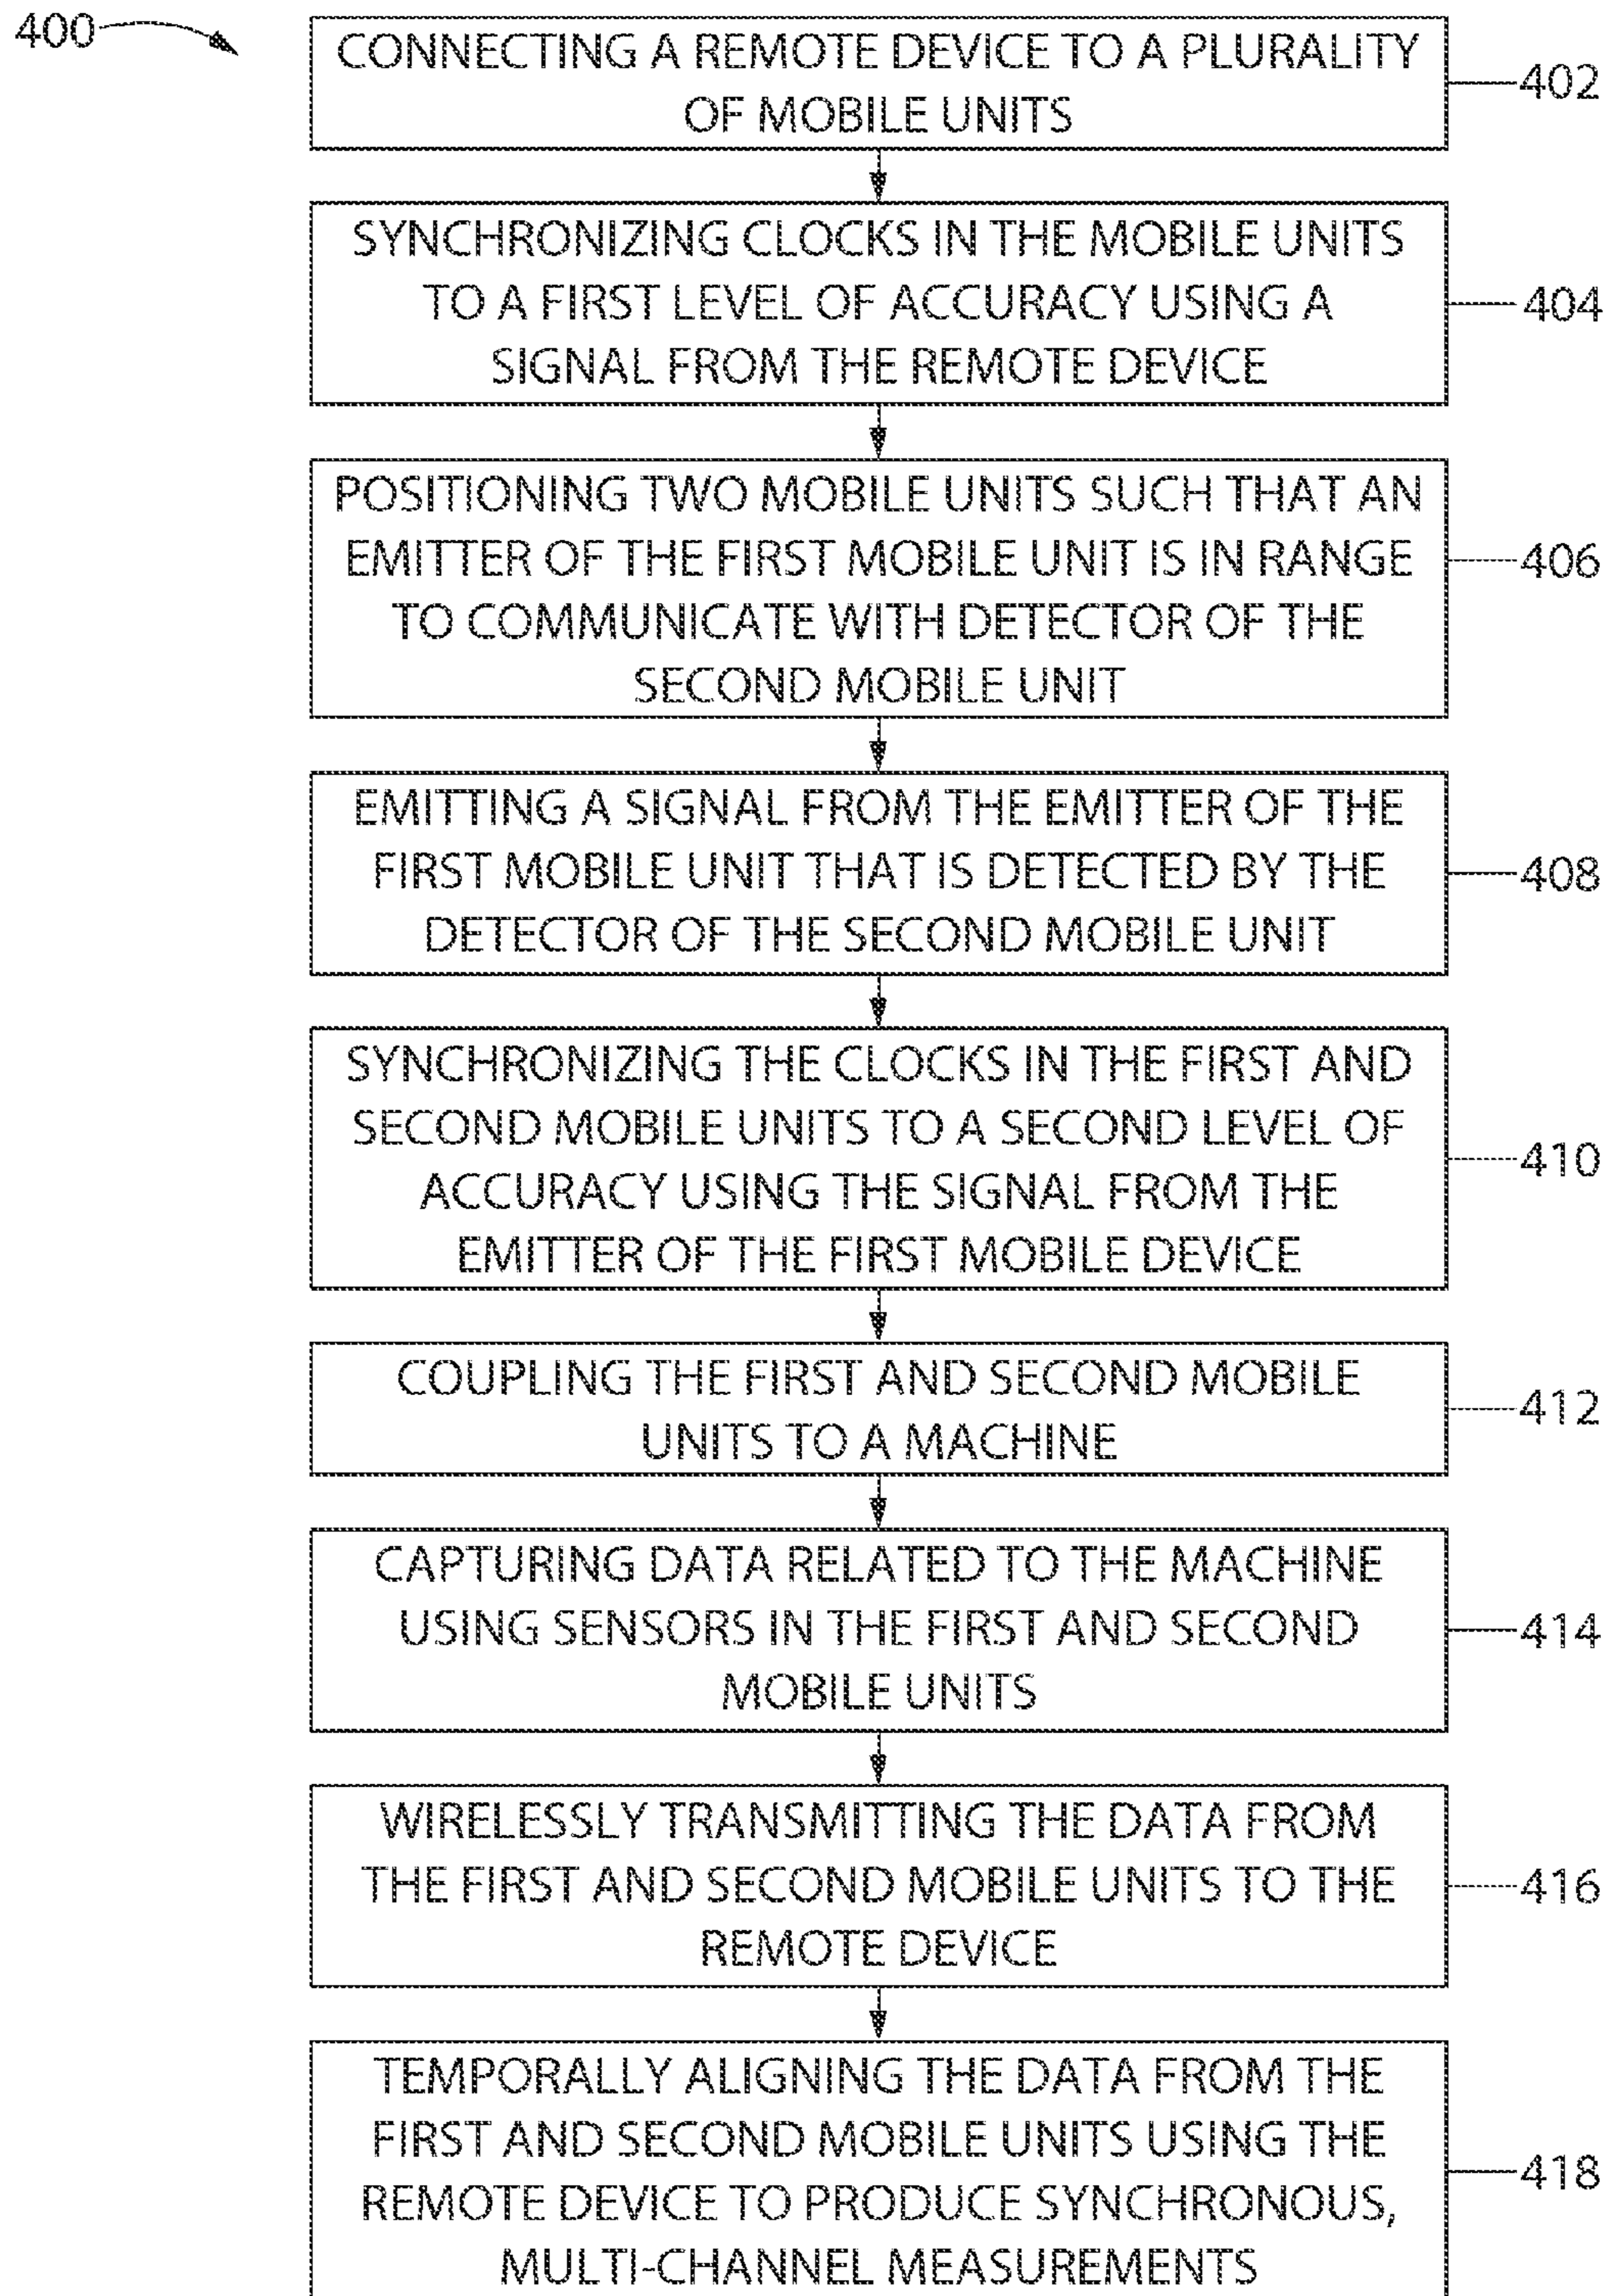 400
CONNECTING A REMOTE DEVICE TO A PLURALITY
OF MOBILE UNITS
402
SYNCHRONIZING CLOCKS IN THE MOBILE UNITS
TO A FIRST LEVEL OF ACCURACY USING A
SIGNAL FROM THE REMOTE DEVICE
404
POSITIONING TWO MOBILE UNITS SUCH THAT AN
EMITTER OF THE FIRST MOBILE UNIT IS IN RANGE
TO COMMUNICATE WITH DETECTOR OF THE
SECOND MOBILE UNIT
406
EMITTING A SIGNAL FROM THE EMITTER OF THE
FIRST MOBILE UNIT THAT IS DETECTED BY THE
DETECTOR OF THE SECOND MOBILE UNIT
408
SYNCHRONIZING THE CLOCKS IN THE FIRST AND
SECOND MOBILE UNITS TO A SECOND LEVEL OF
ACCURACY USING THE SIGNAL FROM THE
EMITTER OF THE FIRST MOBILE DEVICE
410
COUPLING THE FIRST AND SECOND MOBILE
UNITS TO A MACHINE
412
CAPTURING DATA RELATED TO THE MACHINE
USING SENSORS IN THE FIRST AND SECOND
MOBILE UNITS
414
WIRELESSLY TRANSMITTING THE DATA FROM
THE FIRST AND SECOND MOBILE UNITS TO THE
REMOTE DEVICE
416
TEMPORALLY ALIGNING THE DATA FROM THE
FIRST AND SECOND MOBILE UNITS USING THE
REMOTE DEVICE TO PRODUCE SYNCHRONOUS,
MULTI-CHANNEL MEASUREMENTS
418